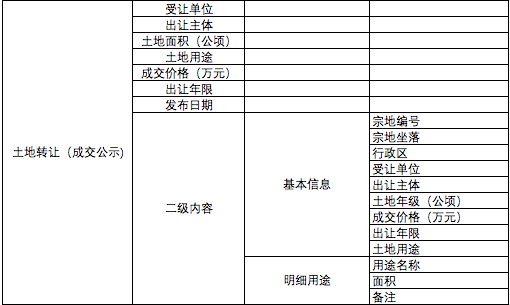 受让单位
出让主体
土地面积（公顷）
土地用途
成交价格（万元）
出让年限
发布日期
土地转让（成交公示)
二级内容
基本信息
宗地编号
宗地坐落
行政区
受让单位
出让主体
土地年级（公顷）
成交价格（万元）
出让年限
土地用途
明细用途
用途名称
面积
备注